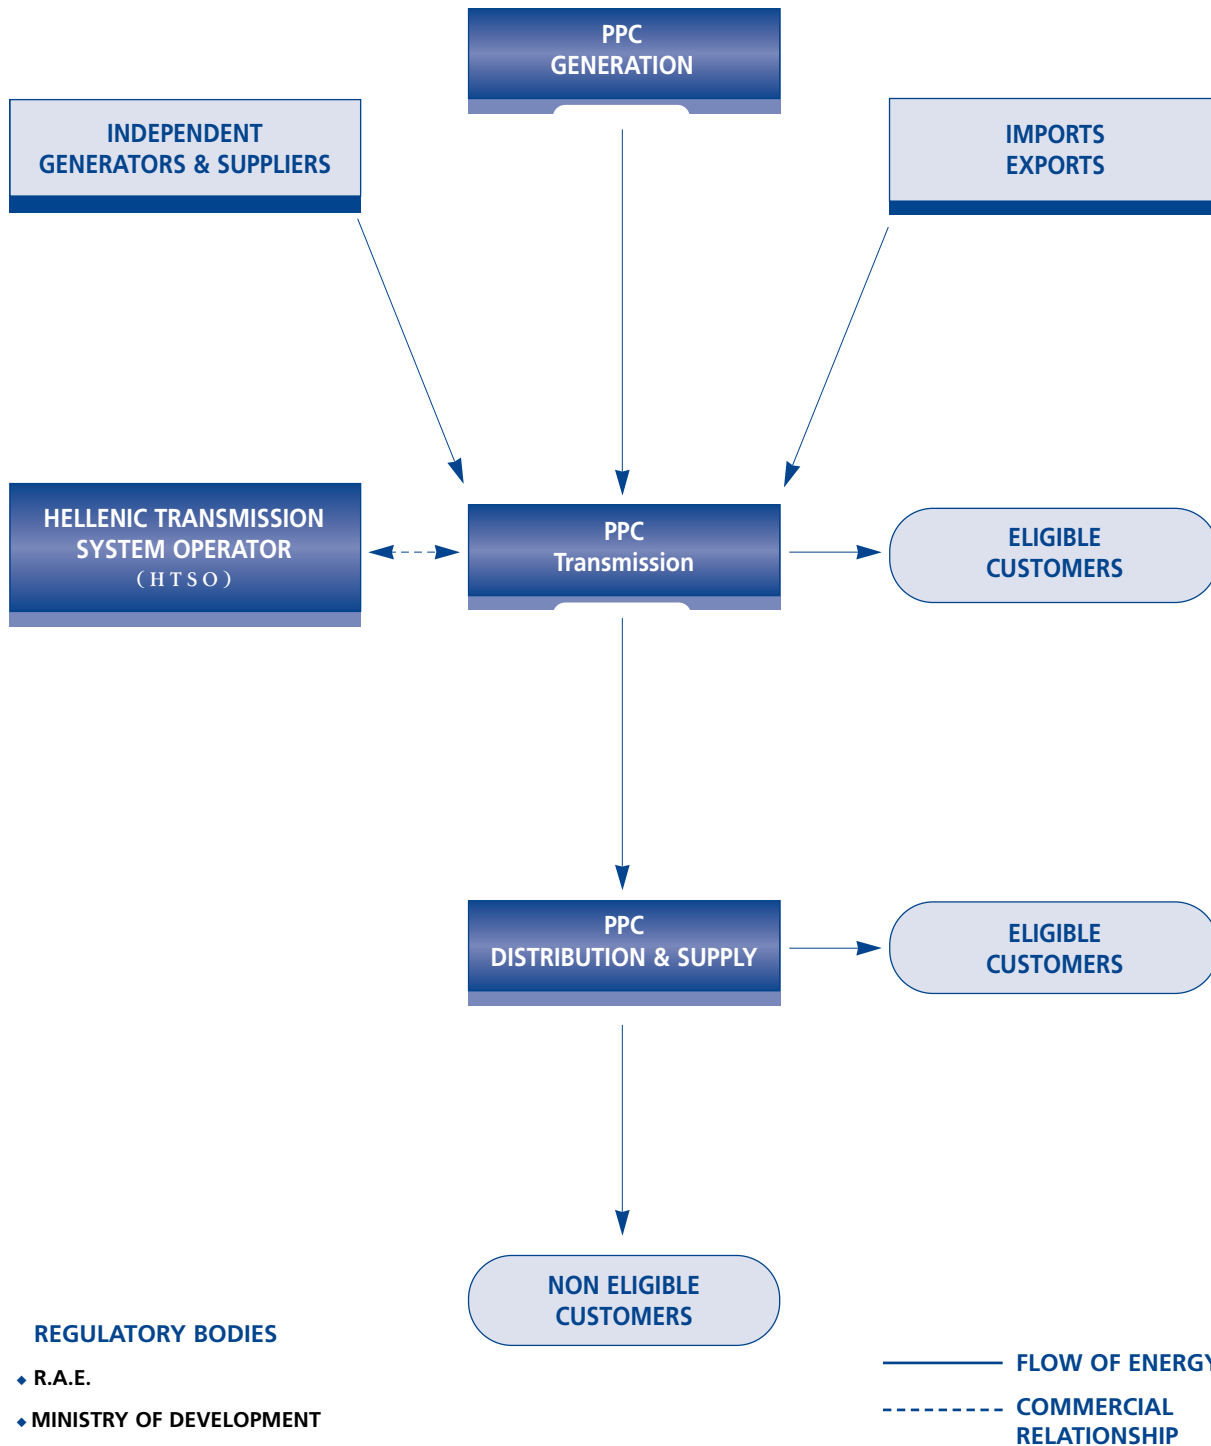 PPC
GENERATION
INDEPENDENT
GENERATORS & SUPPLIERS
IMPORTS
EXPORTS
HELLENIC TRANSMISSION
SYSTEM OPERATOR
(HTSO)
PPC
Transmission
ELIGIBLE
CUSTOMERS
PPC
DISTRIBUTION & SUPPLY
ELIGIBLE
CUSTOMERS
NON ELIGIBLE
CUSTOMERS
REGULATORY BODIES
◆ R.A.E.
◆ MINISTRY OF DEVELOPMENT
FLOW OF ENERGY
COMMERCIAL
RELATIONSHIP